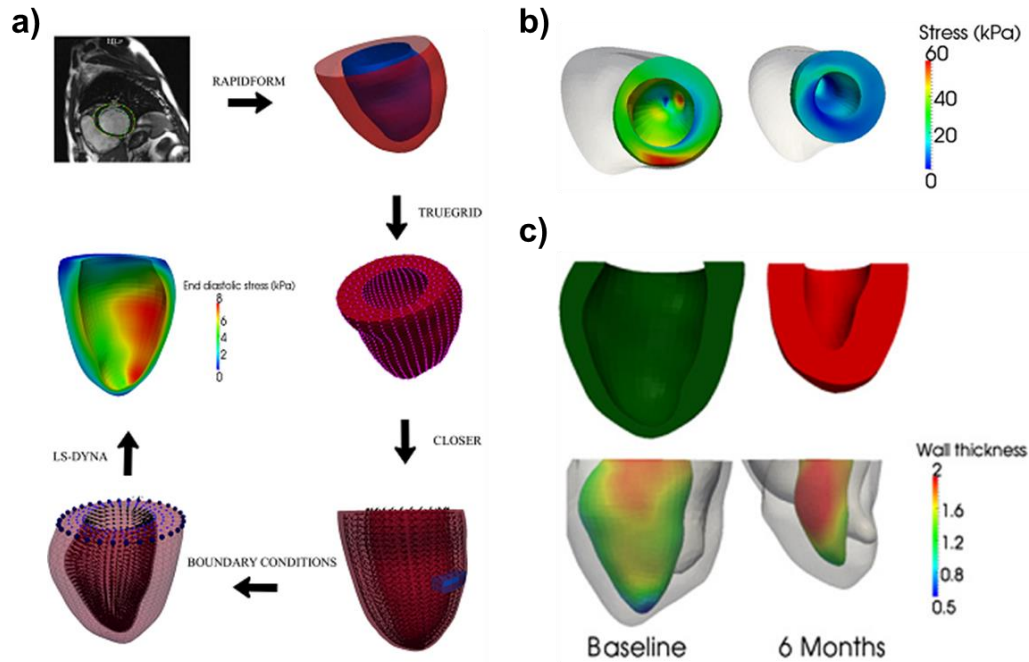 a)
RAPIDFORM
TRUEGRID
End diastolic stress (kPa)
8
6
4
2
0
CLOSER
LS-DYNA
BOUNDARY CONDITIONS
b)
Stress (kPa)
60
40
20
0
c)
Wall thickness
2
1.6
1.2
0.8
0.5
Baseline
6 Months